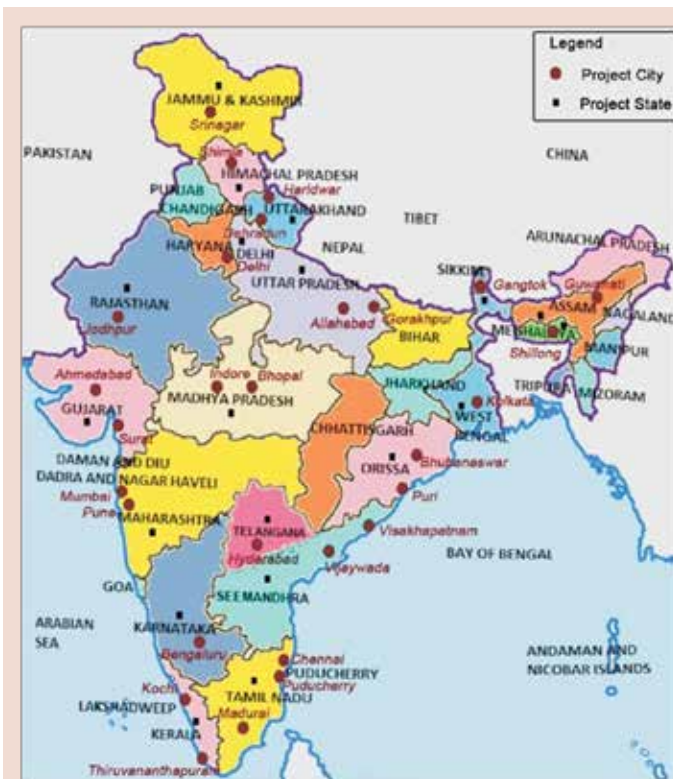 Legend
Project City
Project State
JAMMU & KASHMIR
Srinagar
PAKISTAN
CHINA
Shimla
HIMACHAL PRADESH
PUNJAB
Haridwar
CHANDIGARH
UTTARAKHAND
TIBET
Dehradun
HARYANA
DELHI
Delhi
NEPAL
ARUNACHAL PRADESH
UTTAR PRADESH
SIKKIM
Gangtok
Guwahati
RAJASTHAN
ASSAM
NAGALAND
Jodhpur
Allahabad
Gorakhpur
BIHAR
MEGHALAYA
Shillong
MANIPUR
Ahmedabad
Indore
Bhopal
JHARKHAND
TRIPURA
MIZORAM
GUJARAT
MADHYA PRADESH
Kolkata
WEST
BENGAL
CHHATTISGARH
Surat
ORISSA
Bhubanaswar
DAMAN AND DIU
DADRA AND NAGAR HAVELI
Puri
Mumbai
Pune
MAHARASHTRA
TELANGANA
Visakhapatnam
Hyderabad
BAY OF BENGAL
Vijaywada
GOA
SEEMANDHRA
ARABIAN
SEA
KARNATAKA
Bengaluru
ANDAMAN AND
NICOBAR ISLANDS
Chennai
PUDUCHERRY
Puducherry
Kochi
TAMIL NADU
LAKSHADWEEP
Madurai
KERALA
Thiruvananthapuram